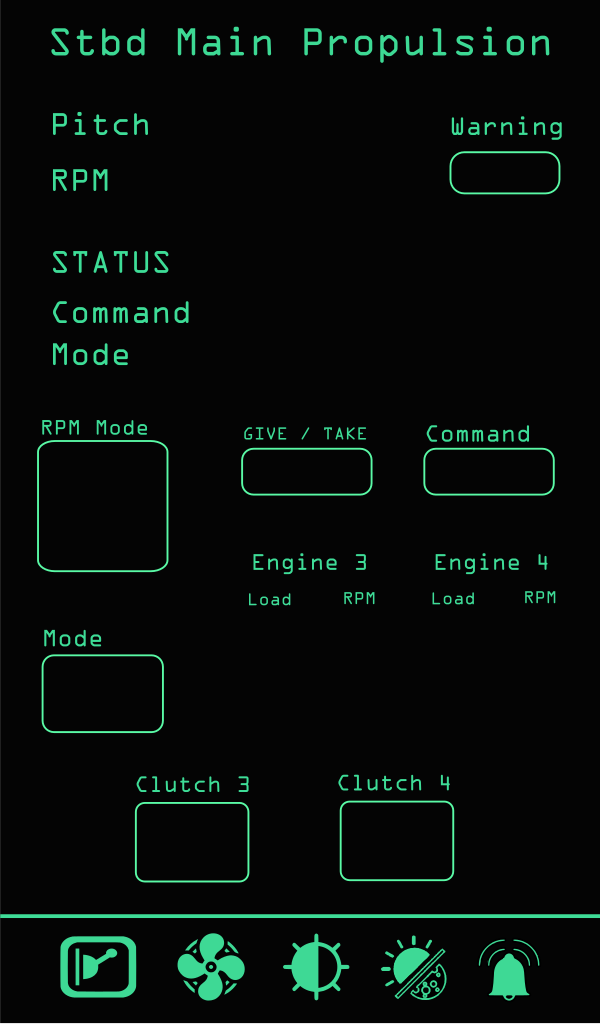 Stbd Main Propulsion
Pitch
Warning
RPM
STATUS
Command
Mode
RPM Mode
GIVE / TAKE
Command
Engine 3
Engine 4
Load RPM
Load RPM
Mode
Clutch 3
Clutch 4